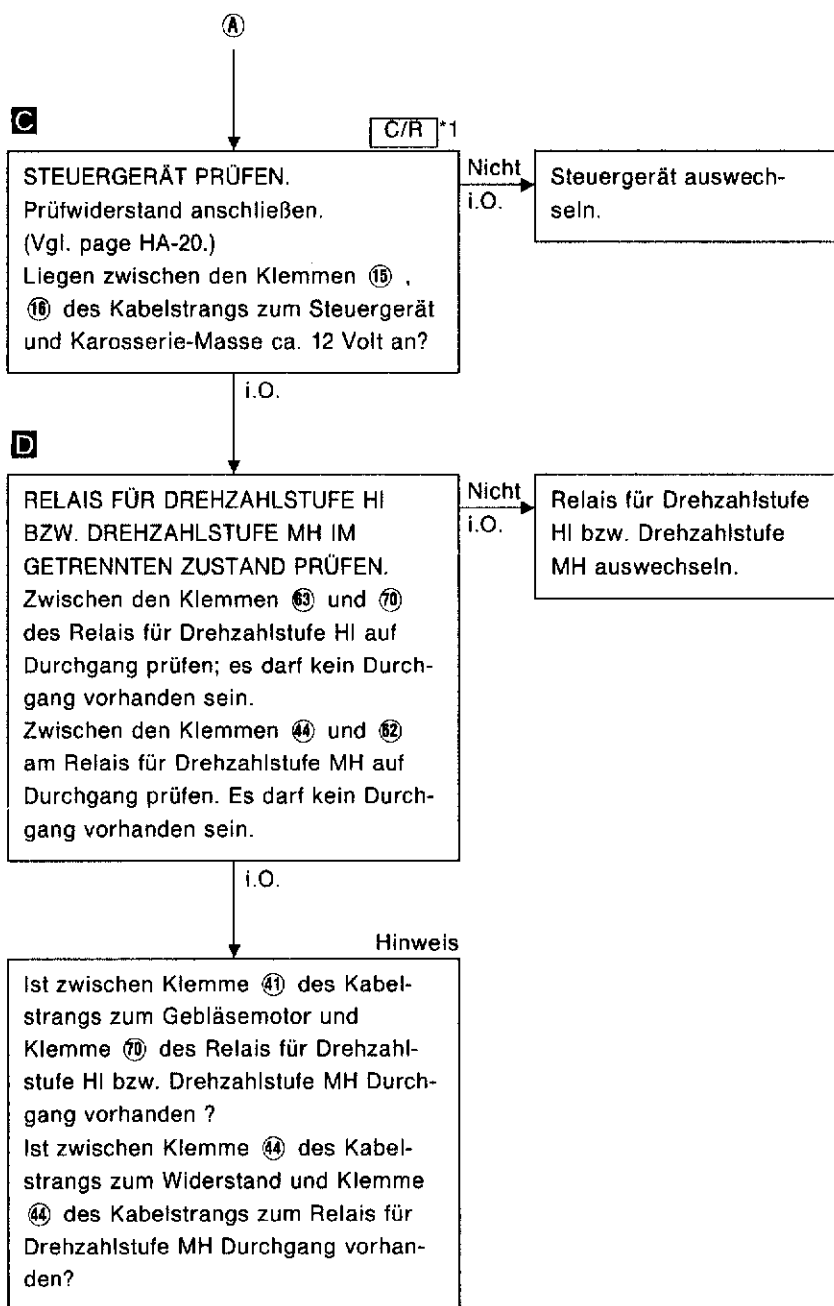 Ⓐ
C
C/R *1
STEUERGERÄT PRÜFEN.
Prüfwiderstand anschließen.
(Vgl. page HA-20.)
Liegen zwischen den Klemmen ⑮ ,
⑯ des Kabelstrangs zum Steuergerät
und Karosserie-Masse ca. 12 Volt an?
Nicht
i.O.
Steuergerät auswech-
seln.
i.O.
D
RELAIS FÜR DREHZAHLSTUFE HI
BZW. DREHZAHLSTUFE MH IM
GETRENNTEN ZUSTAND PRÜFEN.
Zwischen den Klemmen 63 und 70
des Relais für Drehzahlstufe HI auf
Durchgang prüfen; es darf kein Durch-
gang vorhanden sein.
Zwischen den Klemmen ㊹ und 62
am Relais für Drehzahlstufe MH auf
Durchgang prüfen. Es darf kein Durch-
gang vorhanden sein.
Nicht
i.O.
Relais für Drehzahlstufe
HI bzw. Drehzahlstufe
MH auswechseln.
i.O.
Hinweis
Ist zwischen Klemme ㊶ des Kabel-
strangs zum Gebläsemotor und
Klemme 70 des Relais für Drehzahl-
stufe HI bzw. Drehzahlstufe MH Durch-
gang vorhanden ?
Ist zwischen Klemme ㊹ des Kabel-
strangs zum Widerstand und Klemme
㊹ des Kabelstrangs zum Relais für
Drehzahlstufe MH Durchgang vorhan-
den?